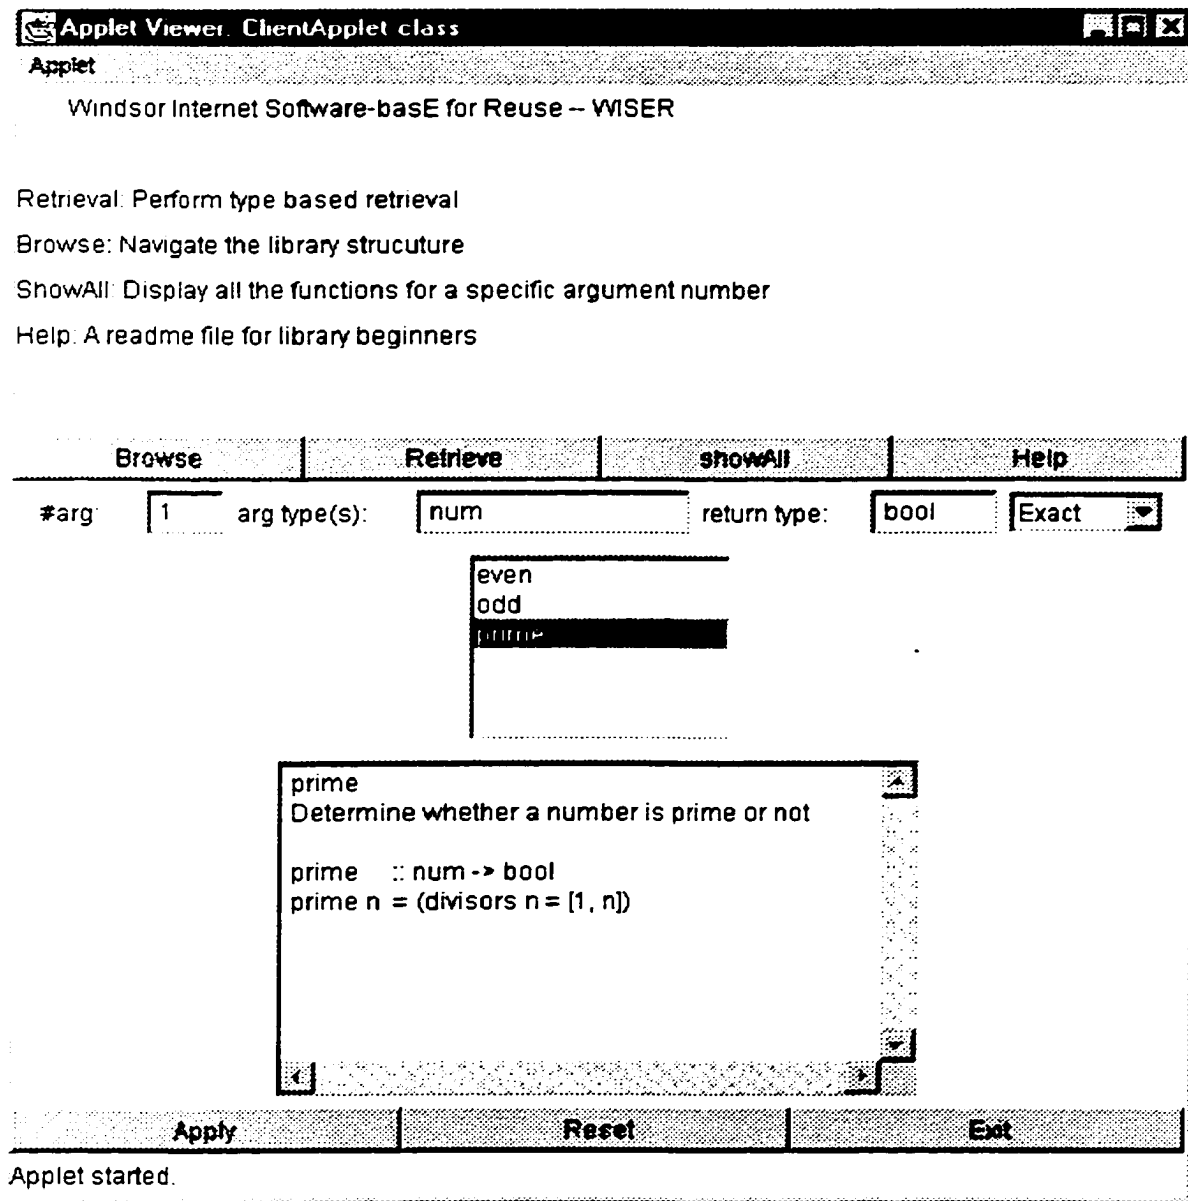 Applet Viewer. ClientApplet class
Applet
Windsor Internet Software-basE for Reuse -- WISER
Retrieval: Perform type based retrieval
Browse: Navigate the library strucuture
ShowAll: Display all the functions for a specific argument number
Help: A readme file for library beginners
Browse Retrieve showAll Help
#arg: 1 arg type(s): num return type: bool Exact
even
odd
prime
prime
Determine whether a number is prime or not
prime :: num -> bool
prime n = (divisors n = [1, n])
Apply Reset Exit
Applet started.